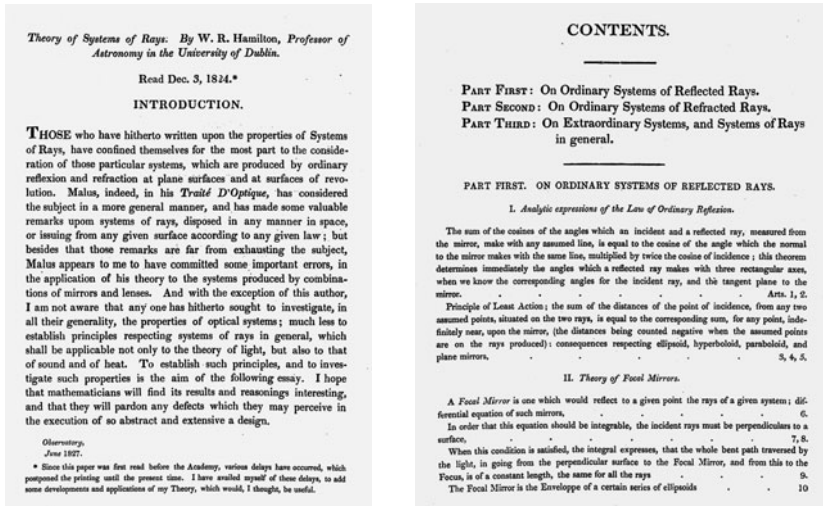 Theory of Systems of Rays. By W. R. Hamilton, Professor of
Astronomy in the University of Dublin.
Read Dec. 3, 1824.*
INTRODUCTION.
THOSE who have hitherto written upon the properties of Systems
of Rays, have confined themselves for the most part to the conside-
ration of those particular systems, which are produced by ordinary
reflexion and refraction at plane surfaces and at surfaces of revo-
lution. Malus, indeed, in his Traité D'Optique, has considered
the subject in a more general manner, and has made some valuable
remarks upon systems of rays, disposed in any manner in space,
or issuing from any given surface according to any given law; but
besides that those remarks are far from exhausting the subject,
Malus appears to me to have committed some important errors, in
the application of his theory to the systems produced by combina-
tions of mirrors and lenses. And with the exception of this author,
I am not aware that any one has hitherto sought to investigate, in
all their generality, the properties of optical systems; much less to
establish principles respecting systems of rays in general, which
shall be applicable not only to the theory of light, but also to that
of sound and of heat. To establish such principles, and to inves-
tigate such properties is the aim of the following essay. I hope
that mathematicians will find its results and reasonings interesting,
and that they will pardon any defects which they may perceive in
the execution of so abstract and extensive a design.
Observatory,
June 1827.
* Since this paper was first read before the Academy, various delays have occurred, which
postponed the printing until the present time. I have availed myself of these delays, to add
some developments and applications of my Theory, which would, I thought, be useful.
CONTENTS.
PART FIRST: On Ordinary Systems of Reflected Rays.
PART SECOND: On Ordinary Systems of Refracted Rays.
PART THIRD: On Extraordinary Systems, and Systems of Rays
in general.
PART FIRST. ON ORDINARY SYSTEMS OF REFLECTED RAYS.
I. Analytic expressions of the Law of Ordinary Reflexion.
The sum of the cosines of the angles which an incident and a reflected ray, measured from
the mirror, make with any assumed line, is equal to the cosine of the angle which the normal
to the mirror makes with the same line, multiplied by twice the cosine of incidence; this theorem
determines immediately the angles which a reflected ray makes with three rectangular axes,
when we know the corresponding angles for the incident ray, and the tangent plane to the
mirror. . . . . . . . Arts. 1, 2.
Principle of Least Action; the sum of the distances of the point of incidence, from any two
assumed points, situated on the two rays, is equal to the corresponding sum, for any point, inde-
finitely near, upon the mirror, (the distances being counted negative when the assumed points
are on the rays produced): consequences respecting ellipsoid, hyperboloid, paraboloid, and
plane mirrors, . . . . . . . 3, 4, 5.
II. Theory of Focal Mirrors.
A Focal Mirror is one which would reflect to a given point the rays of a given system; dif-
ferential equation of such mirrors, . . . . . 6.
In order that this equation should be integrable, the incident rays must be perpendiculars to a
surface, . . . . . . . 7, 8.
When this condition is satisfied, the integral expresses, that the whole bent path traversed by
the light, in going from the perpendicular surface to the Focal Mirror, and from this to the
Focus, is of a constant length, the same for all the rays . . . 9.
The Focal Mirror is the Enveloppe of a certain series of ellipsoids . . 10